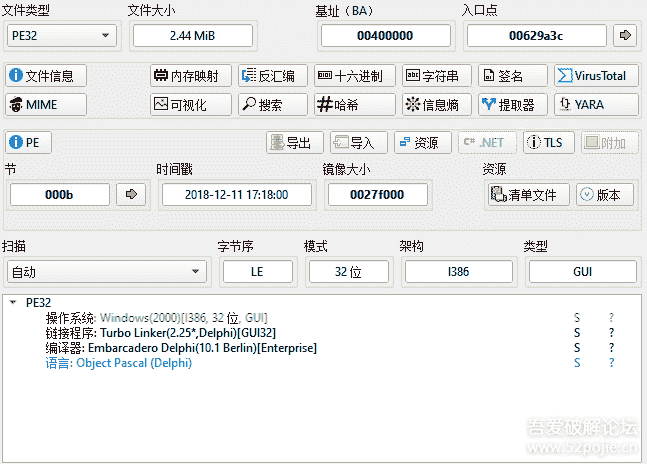 文件类型 文件大小 基址（BA） 入口点
PE32 2.44 MiB 00400000 00629a3c
文件信息 内存映射 反汇编 十六进制 字符串 签名 VirusTotal
MIME 可视化 搜索 哈希 信息熵 提取器 YARA
PE 导出 导入 资源 .NET TLS 附加
节 时间戳 镜像大小 资源
000b 2018-12-11 17:18:00 0027f000 清单文件 版本
扫描 字节序 模式 架构 类型
自动 LE 32 位 I386 GUI
PE32
操作系统: Windows(2000)[I386, 32 位, GUI] S ?
链接程序: Turbo Linker(2.25*,Delphi)[GUI32] S ?
编译器: Embarcadero Delphi(10.1 Berlin)[Enterprise] S ?
语言: Object Pascal (Delphi) S ?
吾爱破解论坛
www.52pojie.cn